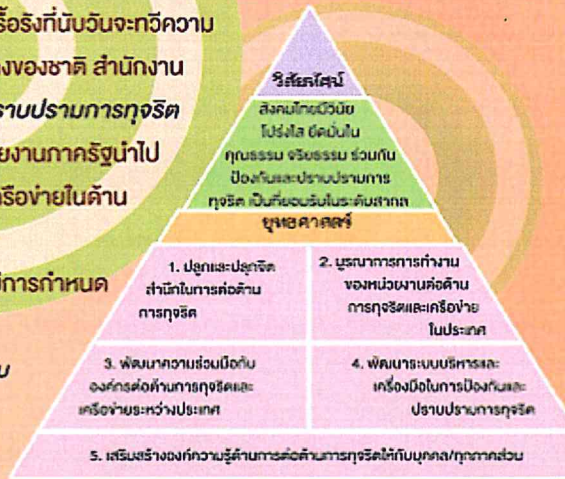 รื้อรังที่นับวันจะทวีความ
งของชาติ สำนักงาน
ราบปรามการทุจริต
ยงานภาครัฐนำไป
ครือข่ายในด้าน
มีการกำหนด
วิสัยทัศน์
สังคมไทยมีวินัย
โปร่งใส ยึดมั่นใน
คุณธรรม จริยธรรม ร่วมกัน
ป้องกันและปราบปรามการ
ทุจริต เป็นที่ยอมรับในระดับสากล
ยุทธศาสตร์
1. ปลูกและปลุกจิต
สำนึกในการต่อต้าน
การทุจริต
2. บูรณาการการทำงาน
ของหน่วยงานต่อต้าน
การทุจริตและเครือข่าย
ในประเทศ
3. พัฒนาความร่วมมือกับ
องค์กรต่อต้านการทุจริตและ
เครือข่ายระหว่างประเทศ
4. พัฒนาระบบบริหารและ
เครื่องมือในการป้องกันและ
ปราบปรามการทุจริต
5. เสริมสร้างองค์ความรู้ด้านการต่อต้านการทุจริตให้กับบุคคล/ทุกภาคส่วน